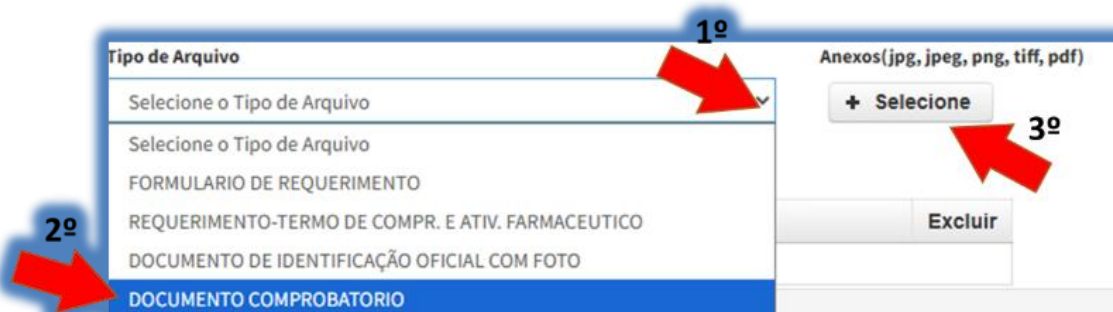 1º
Tipo de Arquivo
Anexos(jpg, jpeg, png, tiff, pdf)
Selecione o Tipo de Arquivo
+ Selecione
3º
Selecione o Tipo de Arquivo
FORMULARIO DE REQUERIMENTO
REQUERIMENTO-TERMO DE COMPR. E ATIV. FARMACEUTICO
Excluir
2º
DOCUMENTO DE IDENTIFICAÇÃO OFICIAL COM FOTO
DOCUMENTO COMPROBATORIO